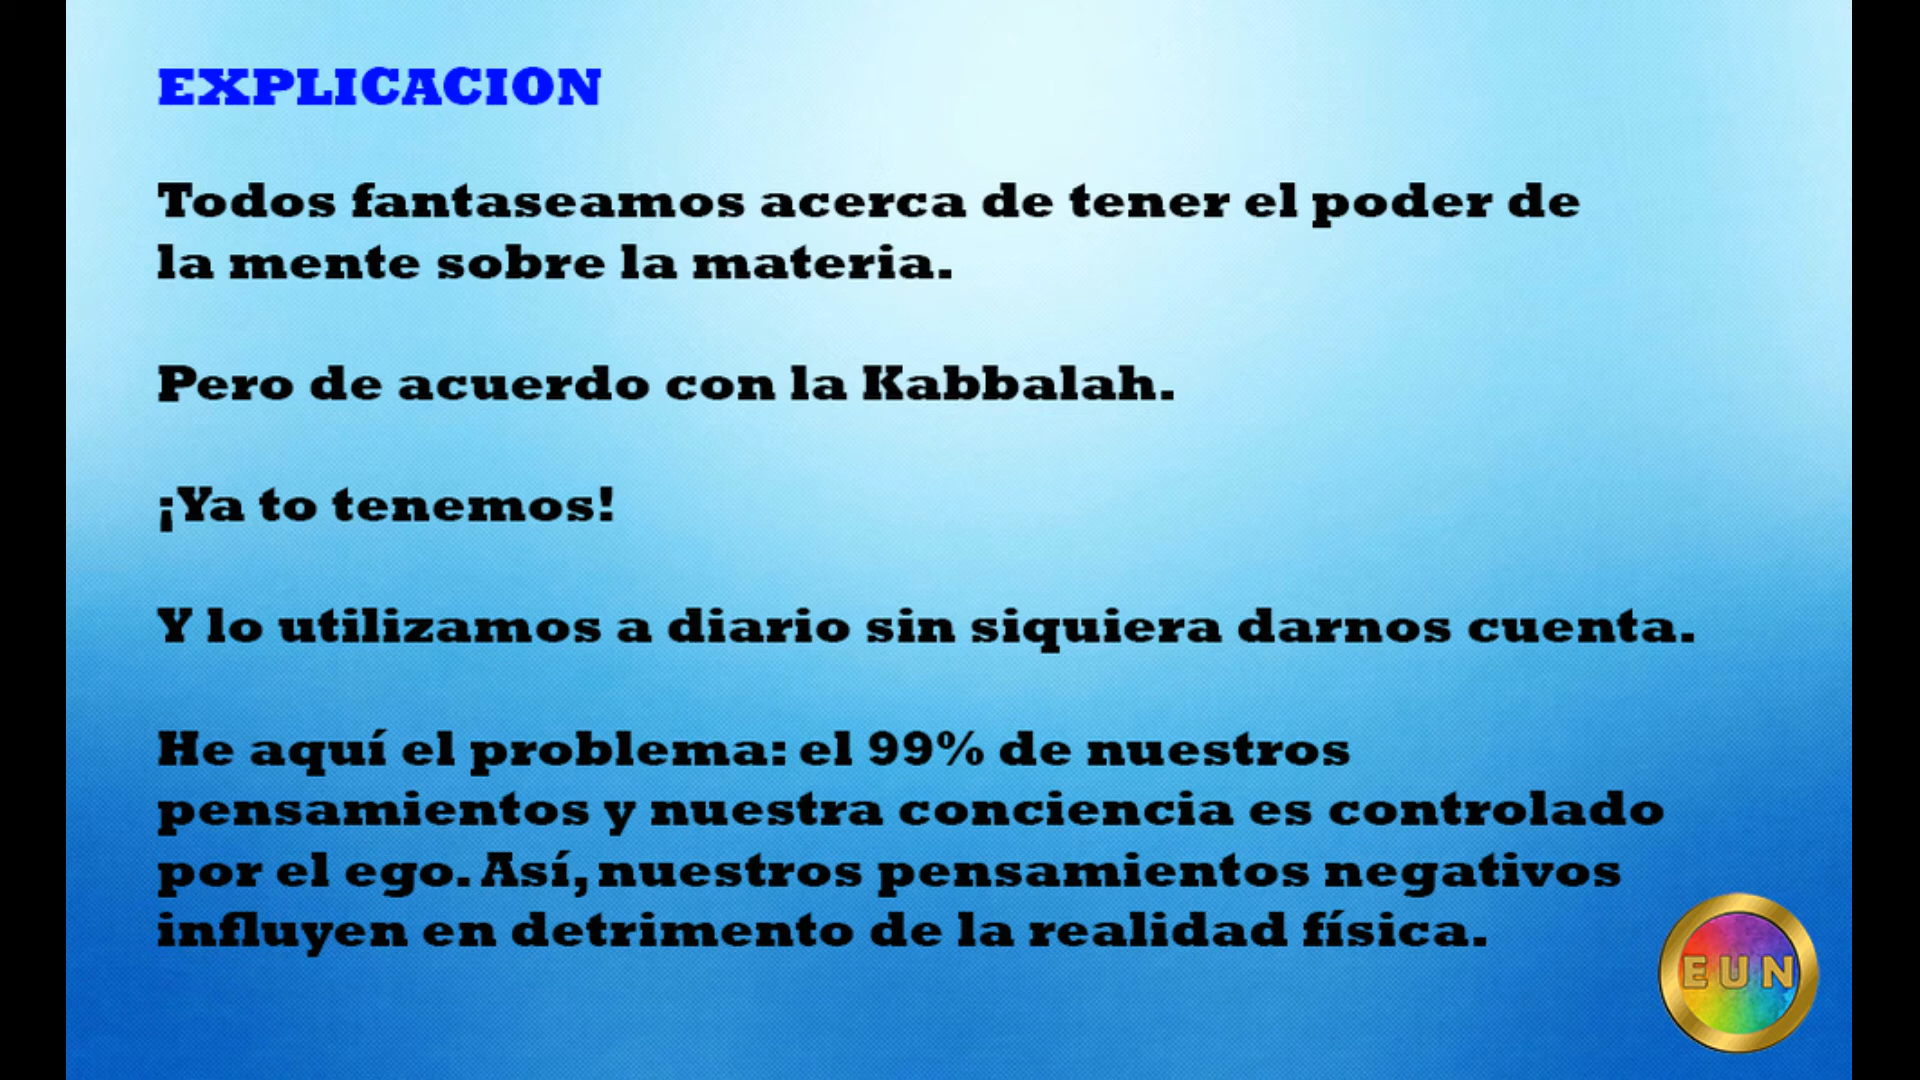 EXPLICACION
Todos fantaseamos acerca de tener el poder de
la mente sobre la materia.
Pero de acuerdo con la Kabbalah.
¡Ya to tenemos!
Y lo utilizamos a diario sin siquiera darnos cuenta.
He aquí el problema: el 99% de nuestros
pensamientos y nuestra conciencia es controlado
por el ego. Así, nuestros pensamientos negativos
influyen en detrimento de la realidad física.
EUN